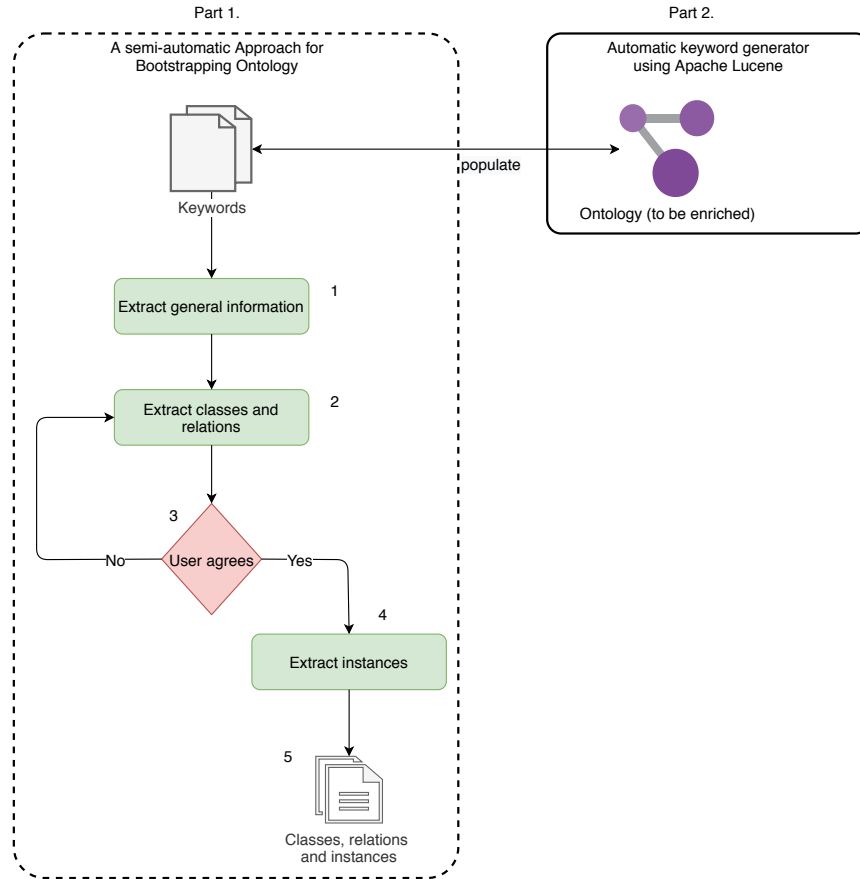 Part 1.
Part 2.
A semi-automatic Approach for
Bootstrapping Ontology
Automatic keyword generator
using Apache Lucene
populate
Keywords
Ontology (to be enriched)
1
Extract general information
2
Extract classes and
relations
3
User agrees
No
Yes
4
Extract instances
5
Classes, relations
and instances